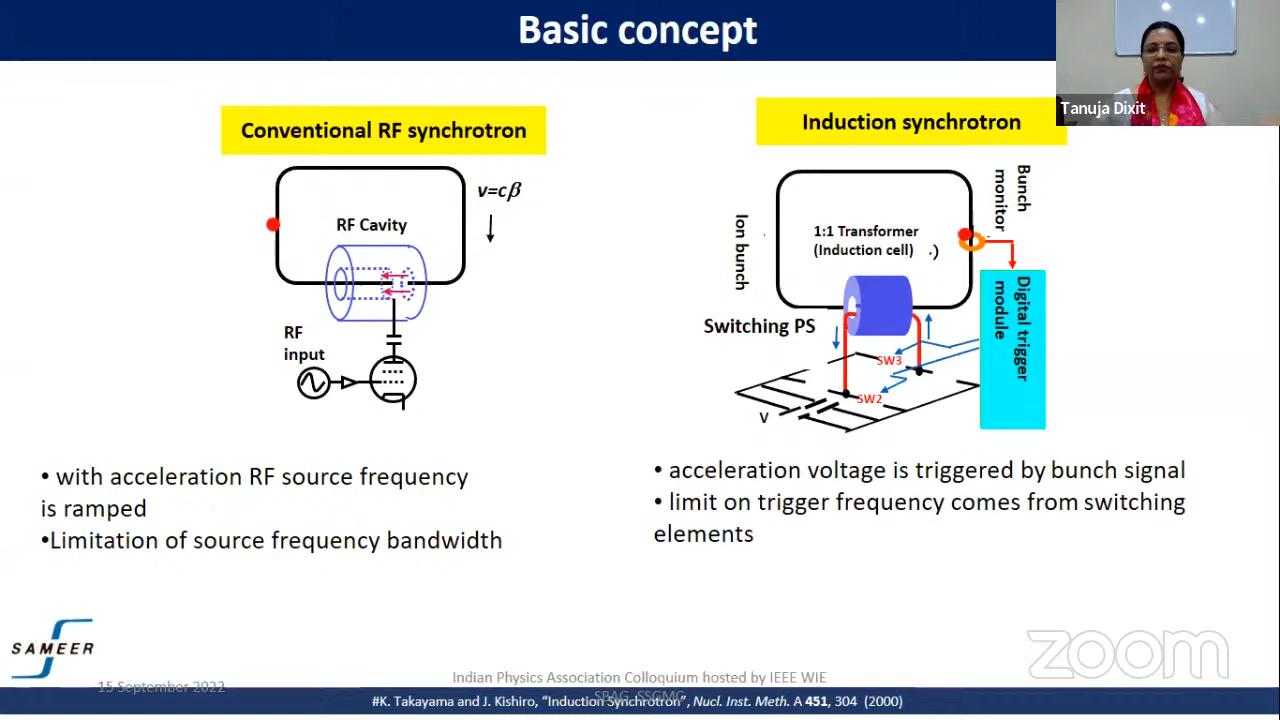 Basic concept
Tanuja Dixit
Conventional RF synchrotron
v=cβ
RF Cavity
RF
input
• with acceleration RF source frequency
is ramped
•Limitation of source frequency bandwidth
Induction synchrotron
Bunch
monitor
Ion bunch
1:1 Transformer
(Induction cell)
Switching PS
Digital trigger
module
SW3
SW2
V
• acceleration voltage is triggered by bunch signal
• limit on trigger frequency comes from switching
elements
SAMEER
zoom
15 September 2022
Indian Physics Association Colloquium hosted by IEEE WIE
SPAG, SSGMC
#K. Takayama and J. Kishiro, “Induction Synchrotron”, Nucl. Inst. Meth. A 451, 304 (2000)